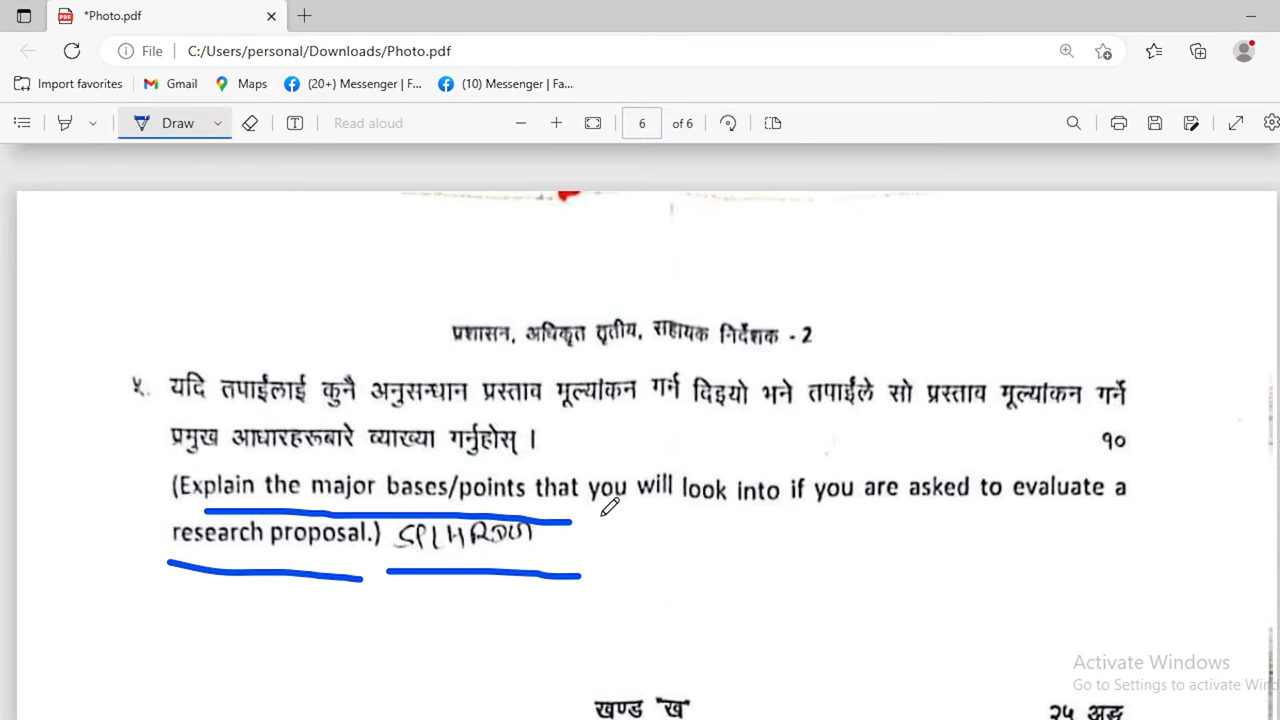 *Photo.pdf
File C:/Users/personal/Downloads/Photo.pdf
Import favorites Gmail Maps (20+) Messenger | F... (10) Messenger | Fa...
Draw Read aloud 6 of 6
प्रशासन, अधिकृत तृतीय, सहायक निर्देशक - 2
५. यदि तपाईंलाई कुनै अनुसन्धान प्रस्ताव मूल्यांकन गर्न दिइयो भने तपाईंले सो प्रस्ताव मूल्यांकन गर्ने
प्रमुख आधारहरूबारे व्याख्या गर्नुहोस् । १०
(Explain the major bases/points that you will look into if you are asked to evaluate a
research proposal.)
Activate Windows
Go to Settings to activate Wind
खण्ड "ख" २५ अङ्क